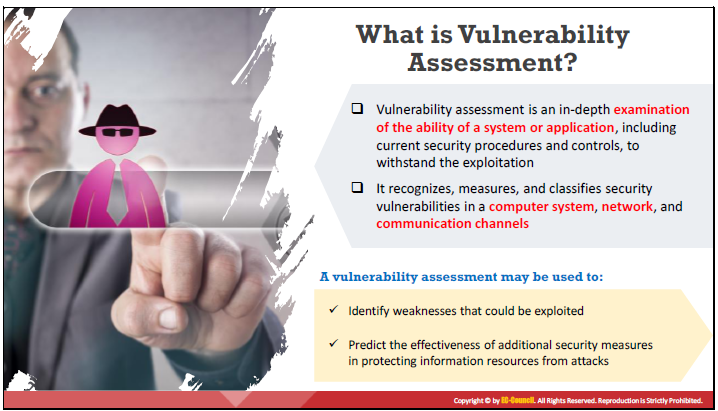 What is Vulnerability
Assessment?
❑ Vulnerability assessment is an in-depth examination
of the ability of a system or application, including
current security procedures and controls, to
withstand the exploitation
❑ It recognizes, measures, and classifies security
vulnerabilities in a computer system, network, and
communication channels
A vulnerability assessment may be used to:
✓ Identify weaknesses that could be exploited
✓ Predict the effectiveness of additional security measures
in protecting information resources from attacks
Copyright © by EC-Council. All Rights Reserved. Reproduction is Strictly Prohibited.